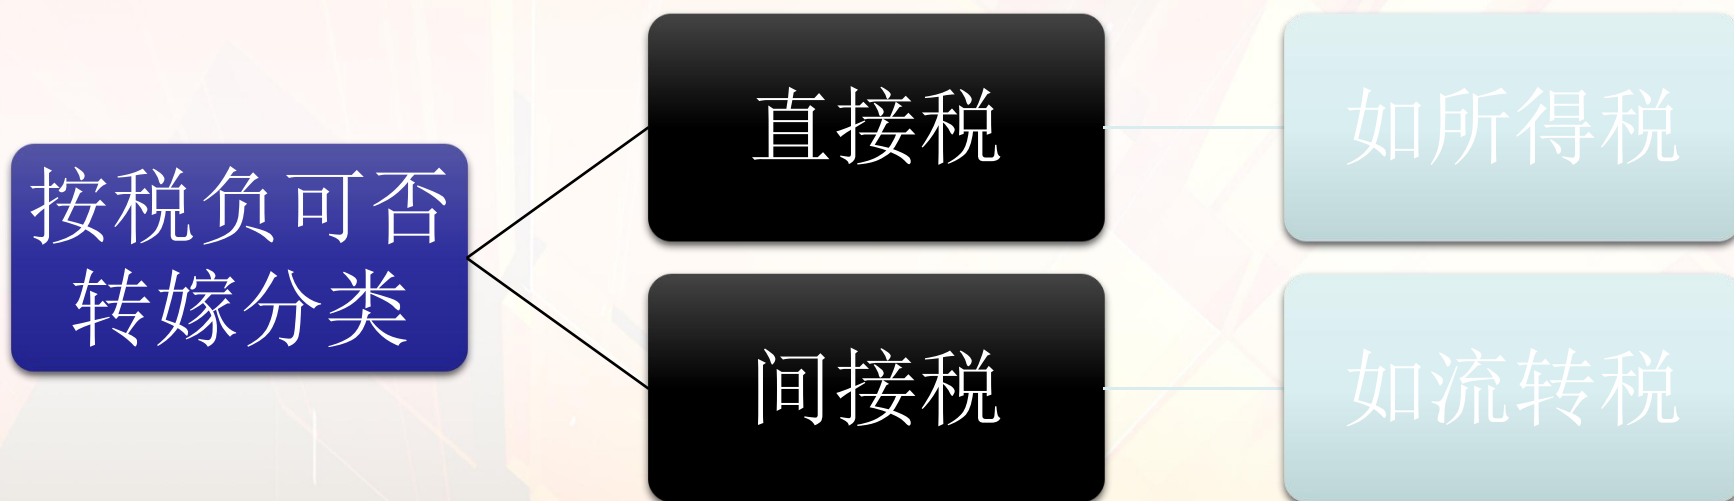 按税负可否
转嫁分类
直接税
如所得税
间接税
如流转税